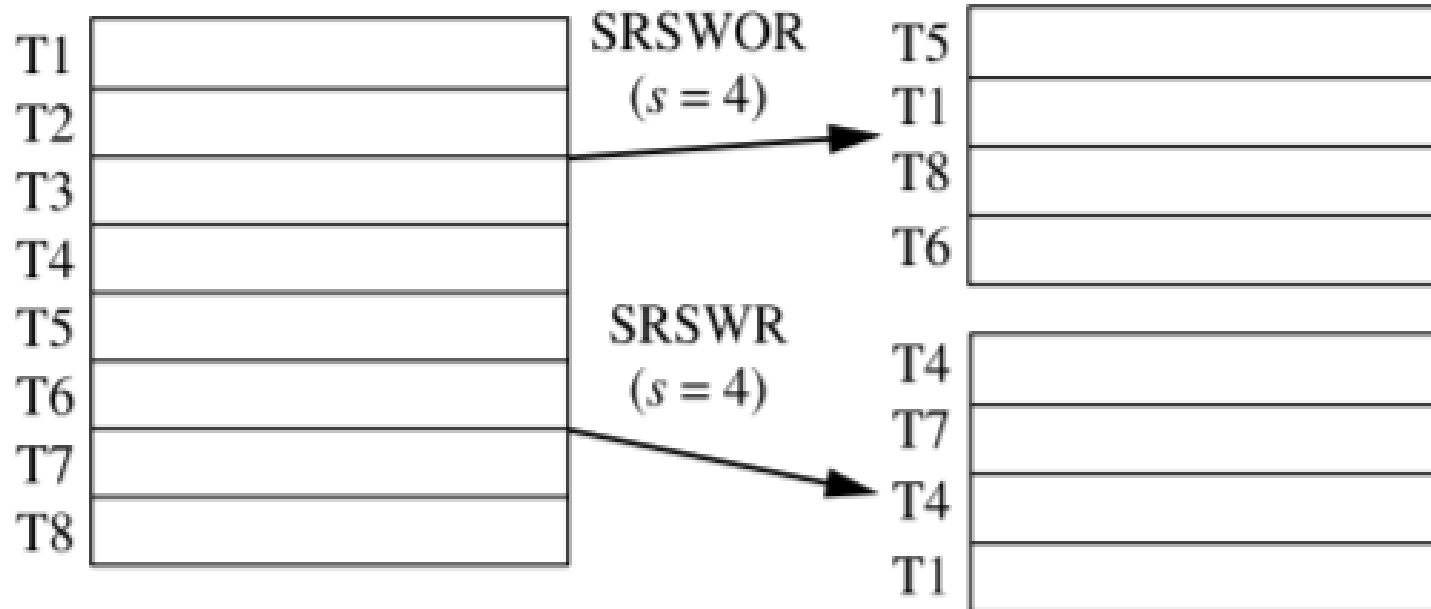 T1
T2
T3
T4
T5
T6
T7
T8
SRSWOR
(s = 4)
SRSWR
(s = 4)
T5
T1
T8
T6
T4
T7
T4
T1